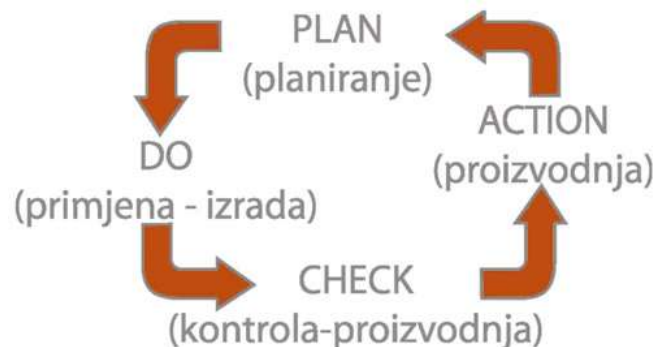 PLAN
(planiranje)
ACTION
(proizvodnja)
DO
(primjena - izrada)
CHECK
(kontrola-proizvodnja)